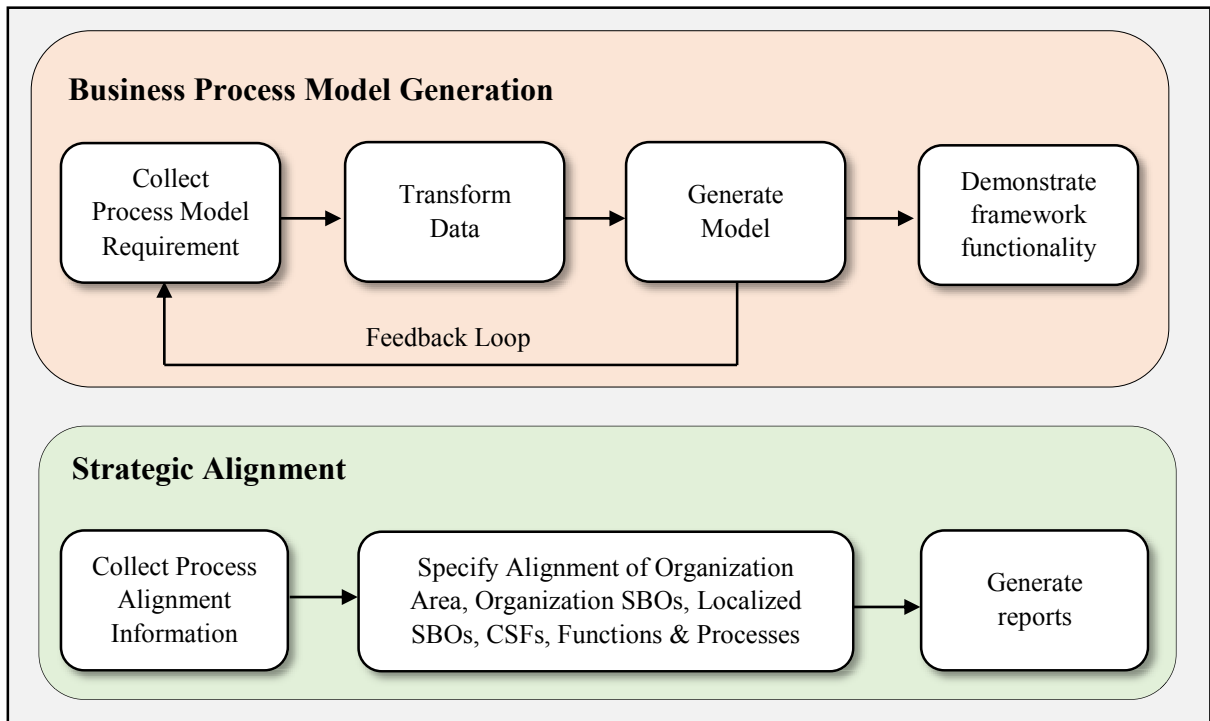 Business Process Model Generation
Collect
Process Model
Requirement
Transform
Data
Generate
Model
Demonstrate
framework
functionality
Feedback Loop
Strategic Alignment
Collect Process
Alignment
Information
Specify Alignment of Organization
Area, Organization SBOs, Localized
SBOs, CSFs, Functions & Processes
Generate
reports